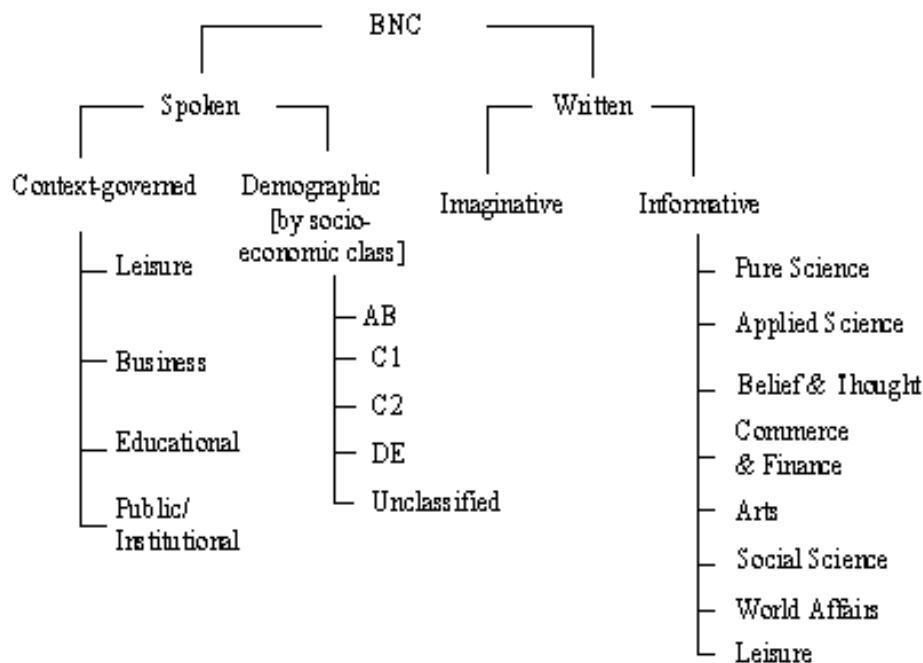 BNC
Spoken
Written
Context-governed
Demographic
[by socio-
economic class]
Imaginative
Informative
Leisure
Business
Educational
Public/
Institutional
AB
C1
C2
DE
Unclassified
Pure Science
Applied Science
Belief & Thought
Commerce
& Finance
Arts
Social Science
World Affairs
Leisure